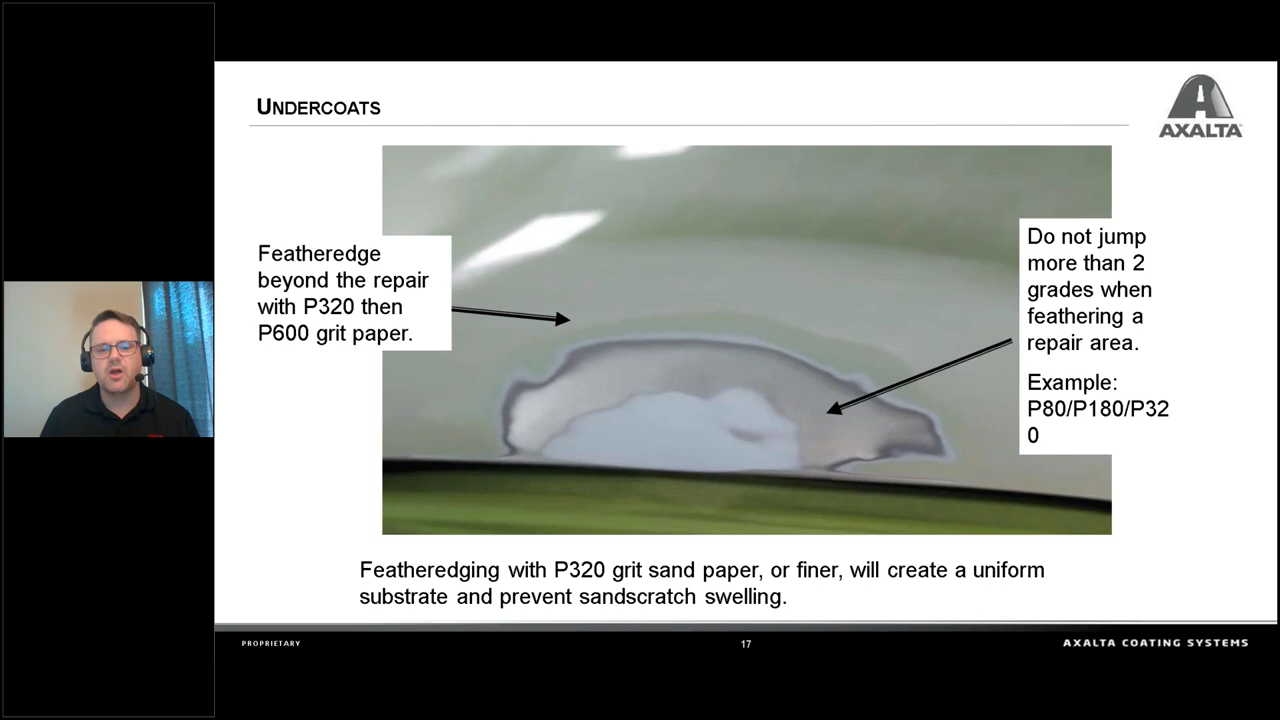 UNDERCOATS
AXALTA
Featheredge
beyond the repair
with P320 then
P600 grit paper.
Do not jump
more than 2
grades when
feathering a
repair area.
Example:
P80/P180/P32
0
Featheredging with P320 grit sand paper, or finer, will create a uniform
substrate and prevent sandscratch swelling.
PROPRIETARY
17
AXALTA COATING SYSTEMS